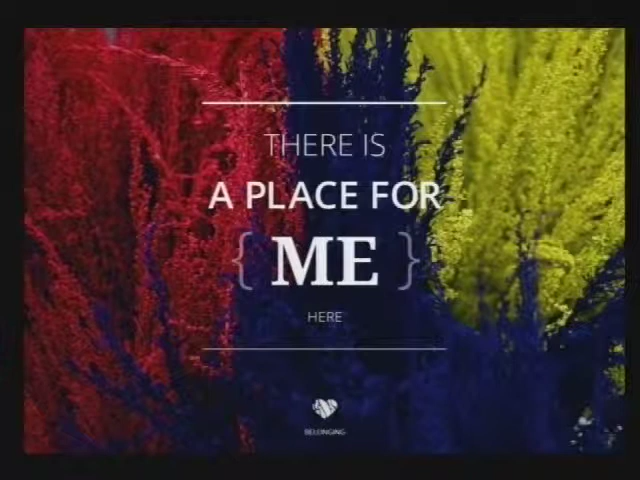 THERE IS
A PLACE FOR
{ ME }
HERE
BELONGING